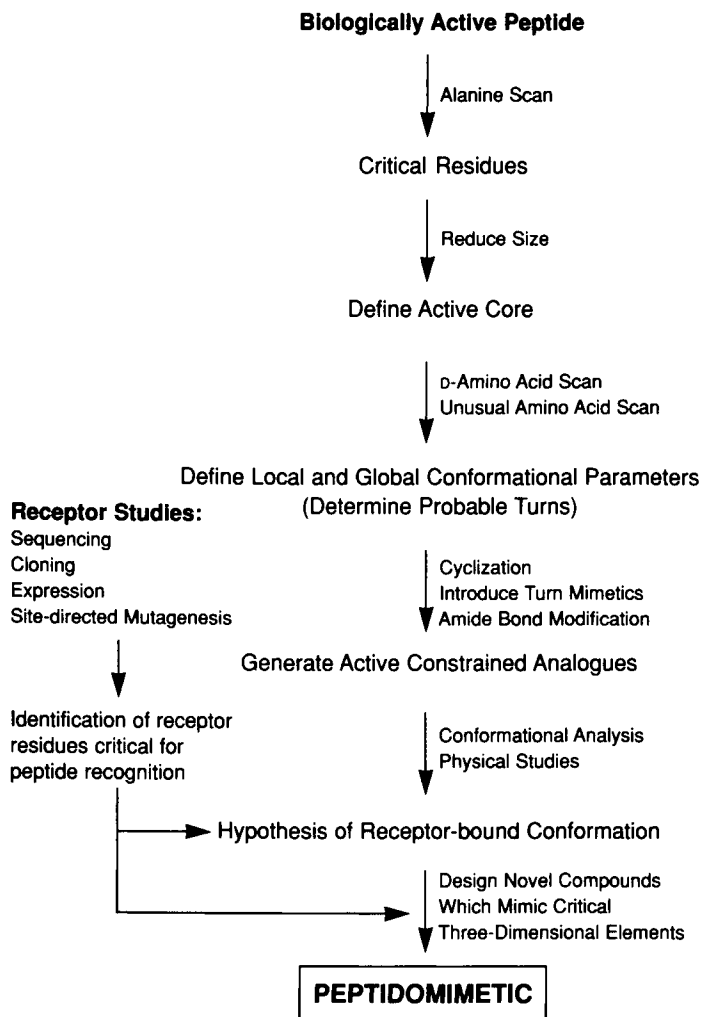 Biologically Active Peptide
Alanine Scan
Critical Residues
Reduce Size
Define Active Core
D-Amino Acid Scan
Unusual Amino Acid Scan
Define Local and Global Conformational Parameters
(Determine Probable Turns)
Receptor Studies:
Sequencing
Cloning
Expression
Site-directed Mutagenesis
Cyclization
Introduce Turn Mimetics
Amide Bond Modification
Generate Active Constrained Analogues
Identification of receptor
residues critical for
peptide recognition
Conformational Analysis
Physical Studies
Hypothesis of Receptor-bound Conformation
Design Novel Compounds
Which Mimic Critical
Three-Dimensional Elements
PEPTIDOMIMETIC